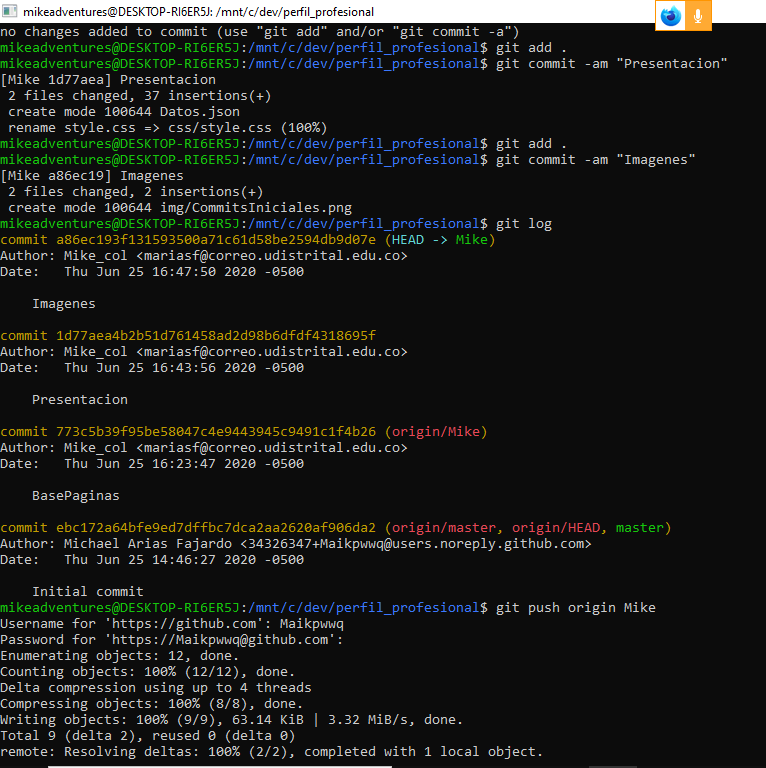 mikeadventures@DESKTOP-RI6ER5J: /mnt/c/dev/perfil_profesional
no changes added to commit (use "git add" and/or "git commit -a")
mikeadventures@DESKTOP-RI6ER5J:/mnt/c/dev/perfil_profesional$ git add .
mikeadventures@DESKTOP-RI6ER5J:/mnt/c/dev/perfil_profesional$ git commit -am "Presentacion"
[Mike 1d77aea] Presentacion
 2 files changed, 37 insertions(+)
 create mode 100644 Datos.json
 rename style.css => css/style.css (100%)
mikeadventures@DESKTOP-RI6ER5J:/mnt/c/dev/perfil_profesional$ git add .
mikeadventures@DESKTOP-RI6ER5J:/mnt/c/dev/perfil_profesional$ git commit -am "Imagenes"
[Mike a86ec19] Imagenes
 2 files changed, 2 insertions(+)
 create mode 100644 img/CommitsIniciales.png
mikeadventures@DESKTOP-RI6ER5J:/mnt/c/dev/perfil_profesional$ git log
commit a86ec193f131593500a71c61d58be2594db9d07e (HEAD -> Mike)
Author: Mike_col <mariasf@correo.udistrital.edu.co>
Date:   Thu Jun 25 16:47:50 2020 -0500
    Imagenes
commit 1d77aea4b2b51d761458ad2d98b6dfdf4318695f
Author: Mike_col <mariasf@correo.udistrital.edu.co>
Date:   Thu Jun 25 16:43:56 2020 -0500
    Presentacion
commit 773c5b39f95be58047c4e9443945c9491c1f4b26 (origin/Mike)
Author: Mike_col <mariasf@correo.udistrital.edu.co>
Date:   Thu Jun 25 16:23:47 2020 -0500
    BasePaginas
commit ebc172a64bfe9ed7dffbc7dca2aa2620af906da2 (origin/master, origin/HEAD, master)
Author: Michael Arias Fajardo <34326347+Maikpwwq@users.noreply.github.com>
Date:   Thu Jun 25 14:46:27 2020 -0500
    Initial commit
mikeadventures@DESKTOP-RI6ER5J:/mnt/c/dev/perfil_profesional$ git push origin Mike
Username for 'https://github.com': Maikpwwq
Password for 'https://Maikpwwq@github.com':
Enumerating objects: 12, done.
Counting objects: 100% (12/12), done.
Delta compression using up to 4 threads
Compressing objects: 100% (8/8), done.
Writing objects: 100% (9/9), 63.14 KiB | 3.32 MiB/s, done.
Total 9 (delta 2), reused 0 (delta 0)
remote: Resolving deltas: 100% (2/2), completed with 1 local object.